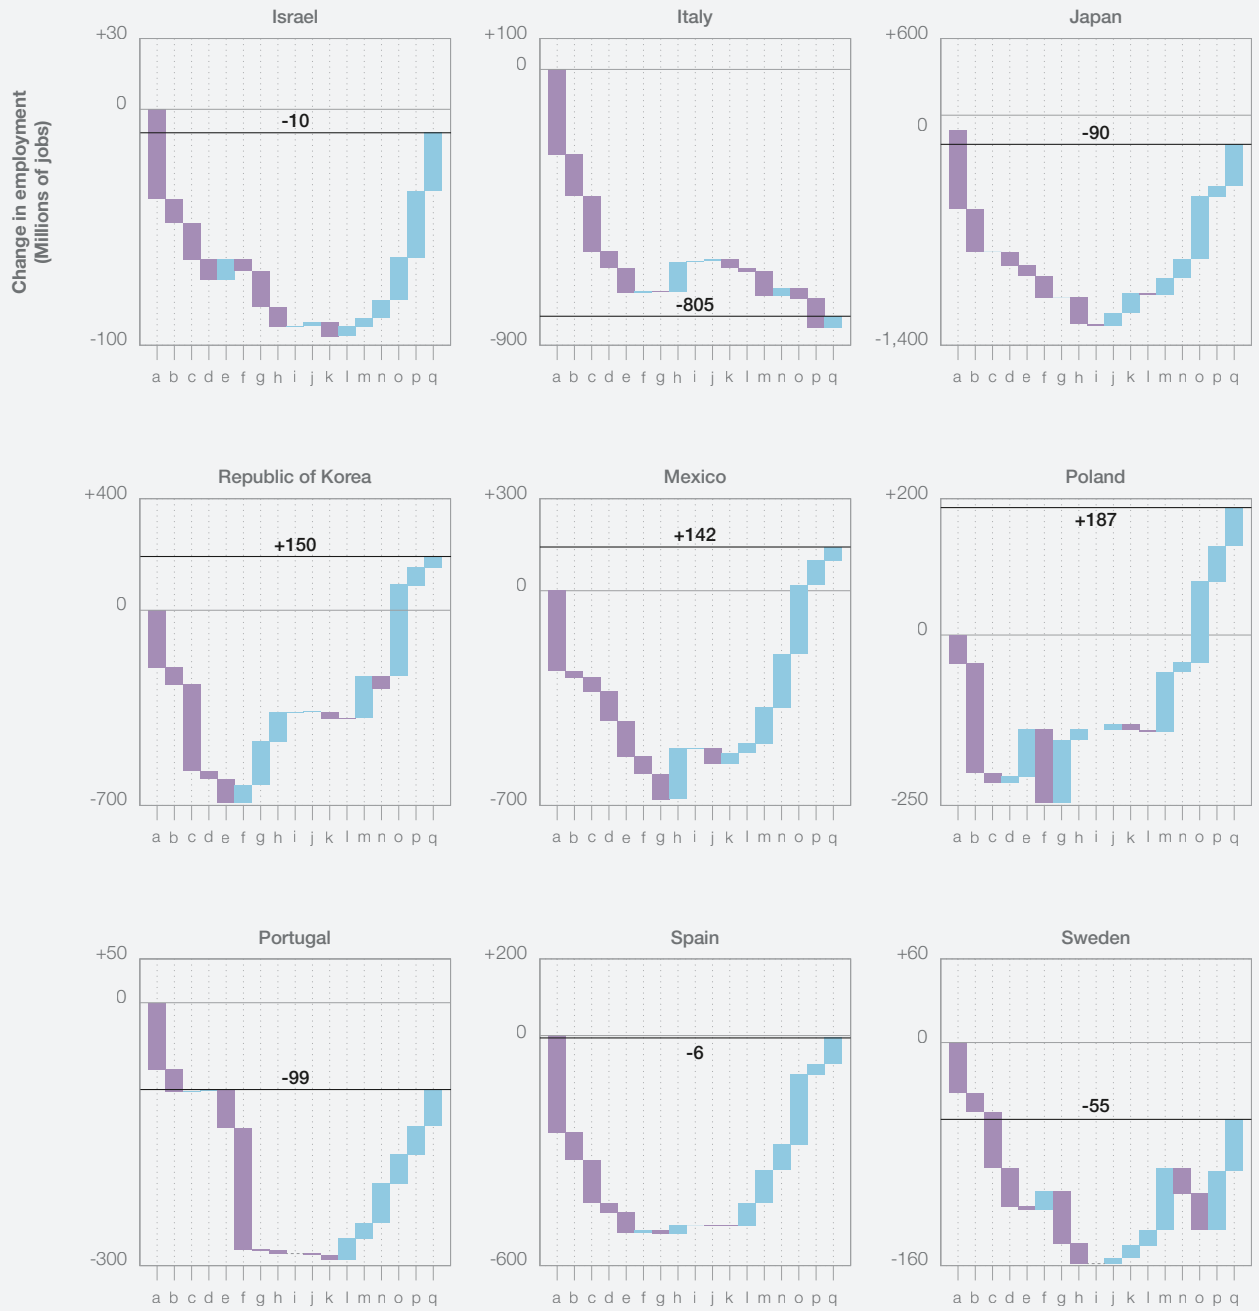 Israel
Italy
Japan
Change in employment
(Millions of jobs)
+30
0
-100
-10
a b c d e f g h i j k l m n o p q
+100
0
-900
-805
a b c d e f g h i j k l m n o p q
+600
0
-1,400
-90
a b c d e f g h i j k l m n o p q
Republic of Korea
Mexico
Poland
+400
0
-700
+150
a b c d e f g h i j k l m n o p q
+300
0
-700
+142
a b c d e f g h i j k l m n o p q
+200
0
-250
+187
a b c d e f g h i j k l m n o p q
Portugal
Spain
Sweden
+50
0
-300
-99
a b c d e f g h i j k l m n o p q
+200
0
-600
-6
a b c d e f g h i j k l m n o p q
+60
0
-160
-55
a b c d e f g h i j k l m n o p q